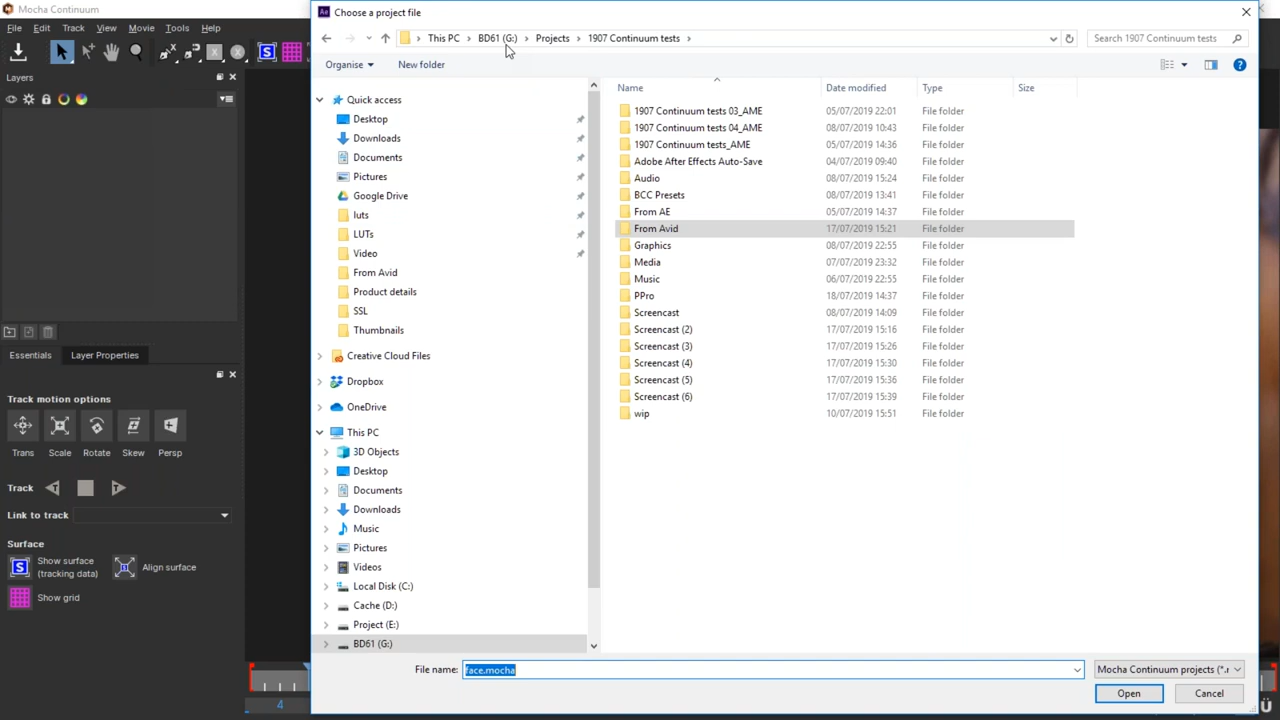 Mocha Continuum
File Edit Track View Movie Tools Help
Layers
Essentials Layer Properties
Track motion options
Trans Scale Rotate Skew Persp
Track
Link to track
Surface
Show surface
(tracking data)
Align surface
Show grid
4
Ae Choose a project file
This PC > BD61 (G:) > Projects > 1907 Continuum tests >
Search 1907 Continuum tests
Organise New folder
Quick access
Desktop
Downloads
Documents
Pictures
Google Drive
luts
LUTs
Video
From Avid
Product details
SSL
Thumbnails
Creative Cloud Files
Dropbox
OneDrive
This PC
3D Objects
Desktop
Documents
Downloads
Music
Pictures
Videos
Local Disk (C:)
Cache (D:)
Project (E:)
BD61 (G:)
Name Date modified Type Size
1907 Continuum tests 03_AME 05/07/2019 22:01 File folder
1907 Continuum tests 04_AME 08/07/2019 10:43 File folder
1907 Continuum tests_AME 05/07/2019 14:36 File folder
Adobe After Effects Auto-Save 04/07/2019 09:40 File folder
Audio 08/07/2019 15:24 File folder
BCC Presets 08/07/2019 13:41 File folder
From AE 05/07/2019 14:37 File folder
From Avid 17/07/2019 15:21 File folder
Graphics 08/07/2019 22:55 File folder
Media 07/07/2019 23:32 File folder
Music 06/07/2019 22:55 File folder
PPro 18/07/2019 14:37 File folder
Screencast 08/07/2019 14:09 File folder
Screencast (2) 17/07/2019 15:16 File folder
Screencast (3) 17/07/2019 15:26 File folder
Screencast (4) 17/07/2019 15:30 File folder
Screencast (5) 17/07/2019 15:36 File folder
Screencast (6) 17/07/2019 15:39 File folder
wip 10/07/2019 15:51 File folder
File name: face.mocha
Mocha Continuum projects (*.r
Open Cancel